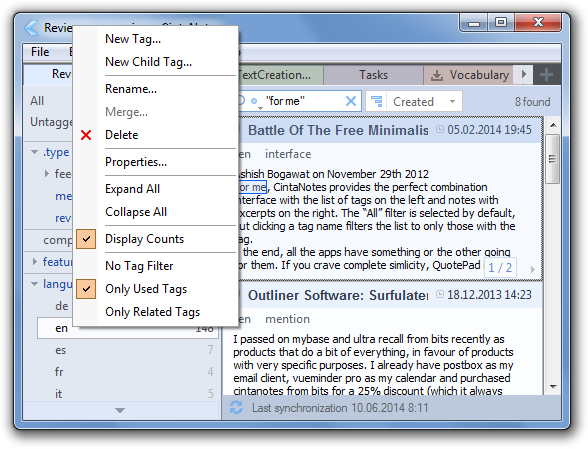 Review
File
Rev
TextCreation...
Tasks
Vocabulary
New Tag...
New Child Tag...
Rename...
Merge...
Delete
Properties...
Expand All
Collapse All
Display Counts
No Tag Filter
Only Used Tags
Only Related Tags
All
Untagge
.type
fee
me
rev
comp
featur
langu
de
en 148
es 7
fr 4
it 2
"for me"
Created
8 found
Battle Of The Free Minimalis 05.02.2014 19:45
en interface
Ashish Bogawat on November 29th 2012
For me, CintaNotes provides the perfect combination
interface with the list of tags on the left and notes with
excerpts on the right. The “All” filter is selected by default,
but clicking a tag name filters the list to only those with the
tag.
the end, all the apps have something or the other going
for them. If you crave complete simlicity, QuotePad
1 / 2
Outliner Software: Surfulater 18.12.2013 14:23
en mention
I passed on mybase and ultra recall from bits recently as
products that do a bit of everything, in favour of products
with very specific purposes. I already have postbox as my
email client, vueminder pro as my calendar and purchased
cintanotes from bits for a 25% discount (which it always
Last synchronization 10.06.2014 8:11